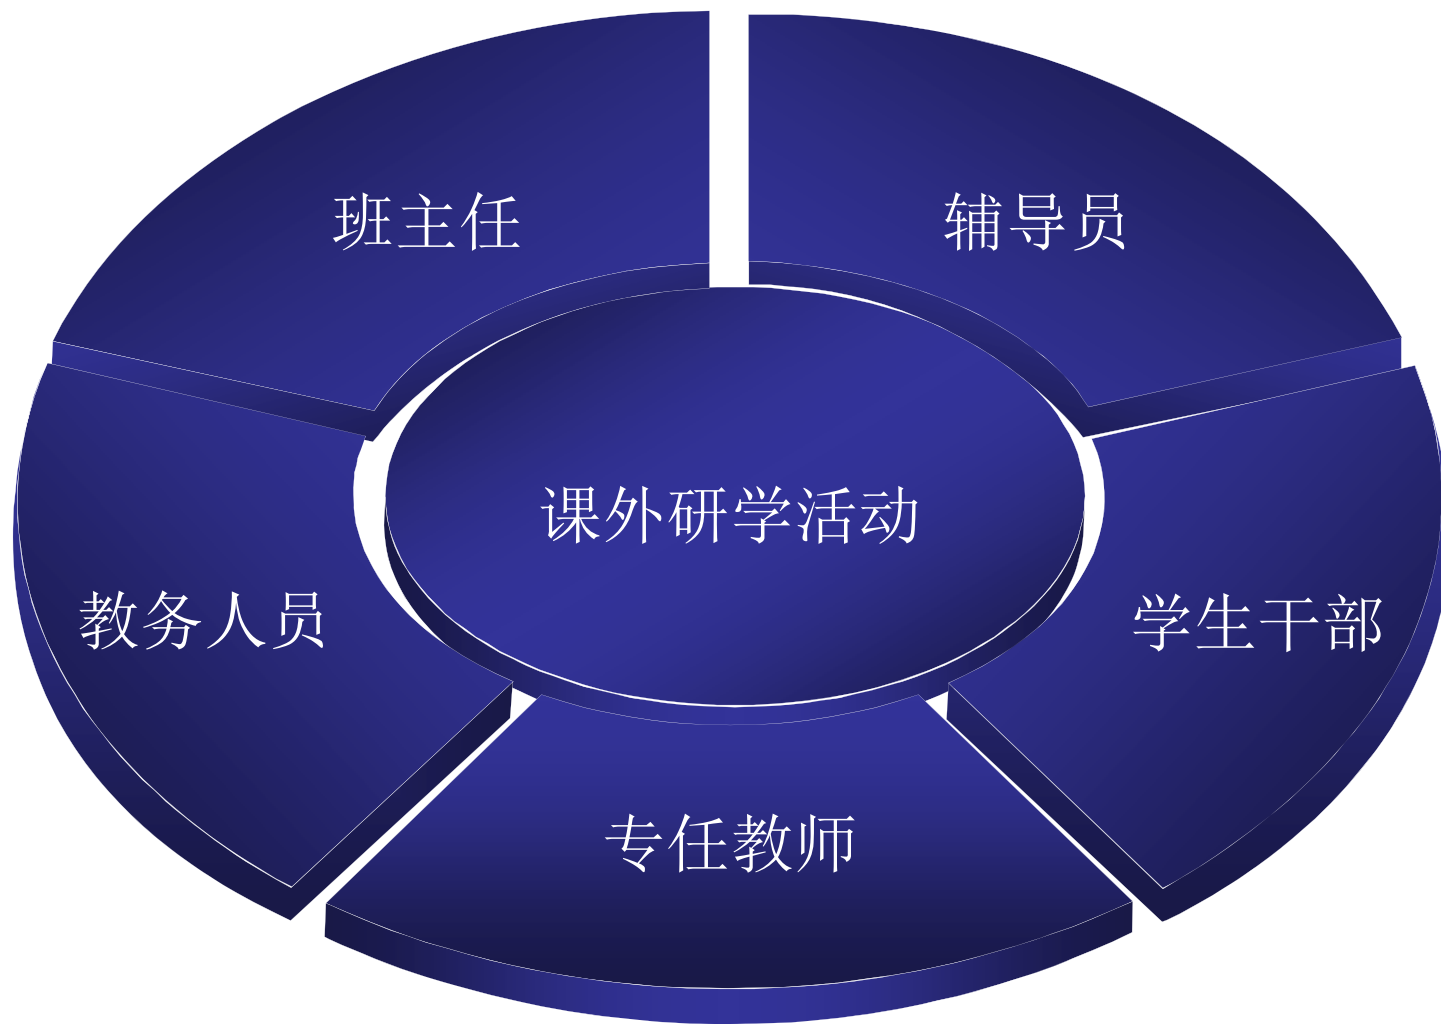 班主任
辅导员
课外研学活动
教务人员
学生干部
专任教师